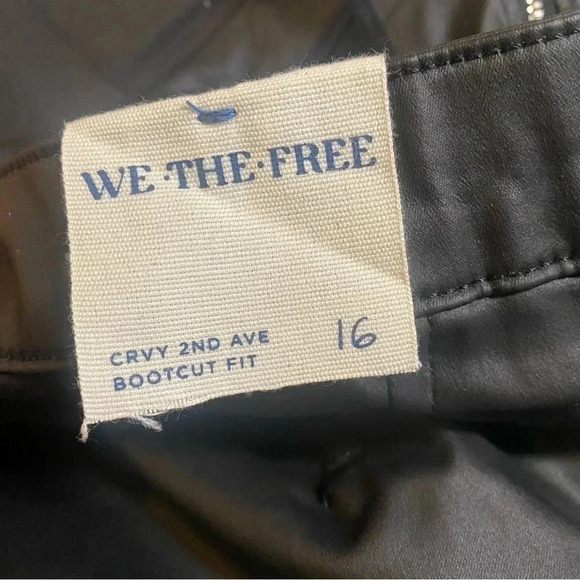 WE·THE·FREE
CRVY 2ND AVE
BOOTCUT FIT
16